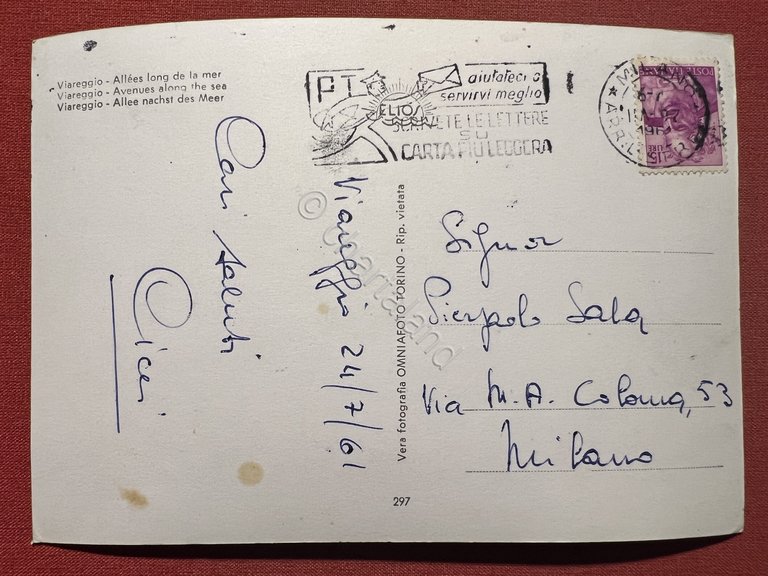 Viareggio - Allées long de la mer
Viareggio - Avenues along the sea
Viareggio - Allee nachst des Meer
PT
aiutateci a
servirvi meglio
SCRIVETE LE LETTERE
SU
CARTA PIU LEGGERA
Viareggio 24/7/61
Cari saluti
Vera fotografia OMNIAFOTO TORINO - Rip. vietata
Signor
Pierpaolo Sala
Via M. A. Colonna, 53
Milano
297
© Cartaland